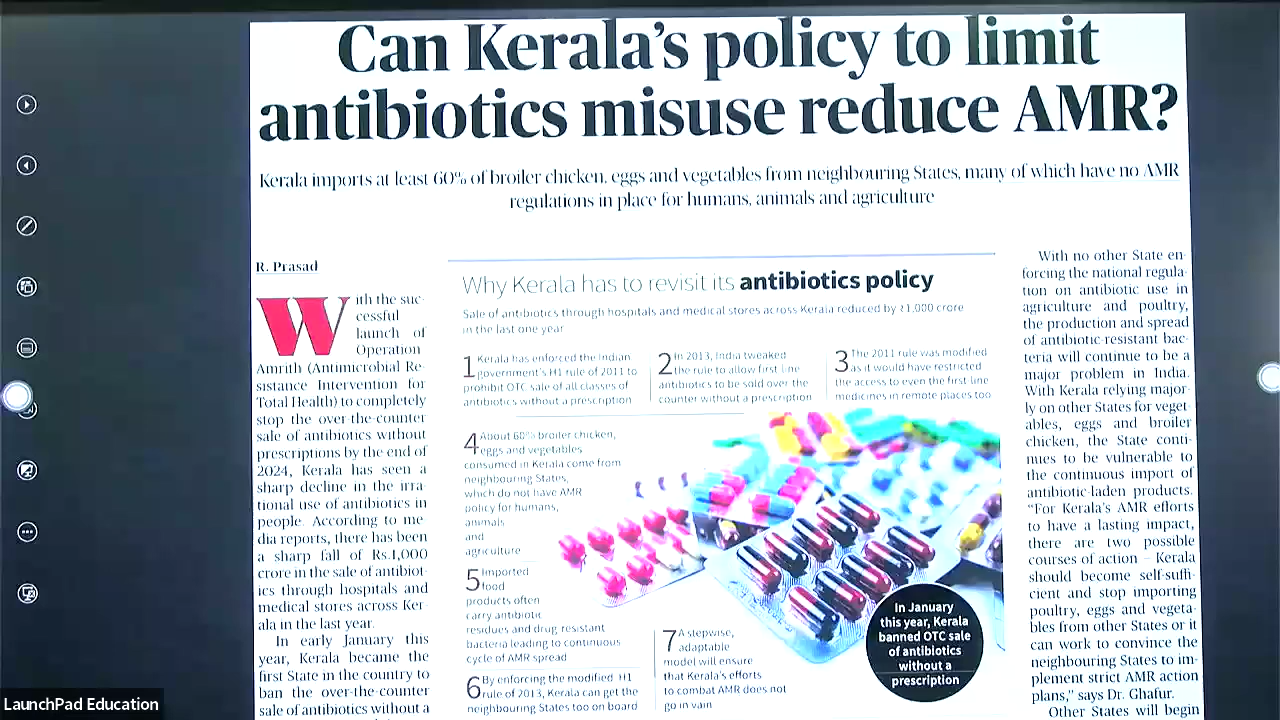 Can Kerala's policy to limit
antibiotics misuse reduce AMR?
Kerala imports at least 60% of broiler chicken, eggs and vegetables from neighbouring States, many of which have no AMR
regulations in place for humans, animals and agriculture
R. Prasad
With the suc-
cessful
launch of
Operation
Amrith (Antimicrobial Re-
sistance Intervention for
Total Health) to completely
stop the over-the-counter
sale of antibiotics without
prescriptions by the end of
2024, Kerala has seen a
sharp decline in the irra-
tional use of antibiotics in
people. According to me-
dia reports, there has been
a sharp fall of Rs.1,000
crore in the sale of antibiot-
ics through hospitals and
medical stores across Ker-
ala in the last year.
In early January this
year, Kerala became the
first State in the country to
ban the over-the-counter
sale of antibiotics without a
Why Kerala has to revisit its antibiotics policy
Sale of antibiotics through hospitals and medical stores across Kerala reduced by ₹1,000 crore
in the last one year
1 Kerala has enforced the Indian
government's H1 rule of 2011 to
prohibit OTC sale of all classes of
antibiotics without a prescription
2 In 2013, India tweaked
the rule to allow first line
antibiotics to be sold over the
counter without a prescription
3 The 2011 rule was modified
as it would have restricted
the access to even the first-line
medicines in remote places too
4 About 60% broiler chicken,
eggs and vegetables
consumed in Kerala come from
neighbouring States,
which do not have AMR
policy for humans,
animals
and
agriculture
5 Imported
food
products often
carry antibiotic
residues and drug resistant
bacteria leading to continuous
cycle of AMR spread
6 By enforcing the modified H1
rule of 2013, Kerala can get the
neighbouring States too on board
7 A stepwise,
adaptable
model will ensure
that Kerala's efforts
to combat AMR does not
go in vain
In January
this year, Kerala
banned OTC sale
of antibiotics
without a
prescription
With no other State en-
forcing the national regula-
tion on antibiotic use in
agriculture and poultry,
the production and spread
of antibiotic-resistant bac-
teria will continue to be a
major problem in India.
With Kerala relying major-
ly on other States for veget-
ables, eggs and broiler
chicken, the State conti-
nues to be vulnerable to
the continuous import of
antibiotic-laden products.
"For Kerala's AMR efforts
to have a lasting impact,
there are two possible
courses of action – Kerala
should become self-suffi-
cient and stop importing
poultry, eggs and vegeta-
bles from other States or it
can work to convince the
neighbouring States to im-
plement strict AMR action
plans," says Dr. Ghafur.
Other States will begin
LaunchPad Education